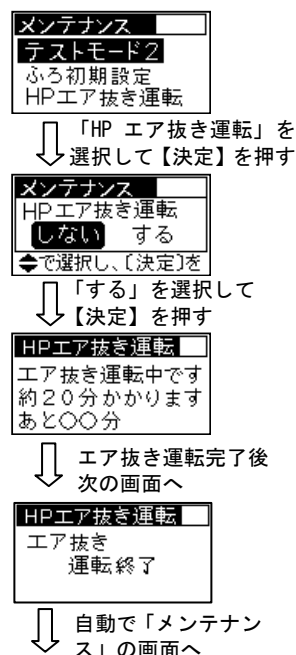 メンテナンス
テストモード2
ふろ初期設定
HPエア抜き運転
「HP エア抜き運転」を
選択して【決定】を押す
メンテナンス
HPエア抜き運転
しない する
◆で選択し、〔決定〕を
「する」を選択して
【決定】を押す
HPエア抜き運転
エア抜き運転中です
約20分かかります
あと〇〇分
エア抜き運転完了後
次の画面へ
HPエア抜き運転
エア抜き
運転終了
自動で「メンテナン
ス」の画面へ